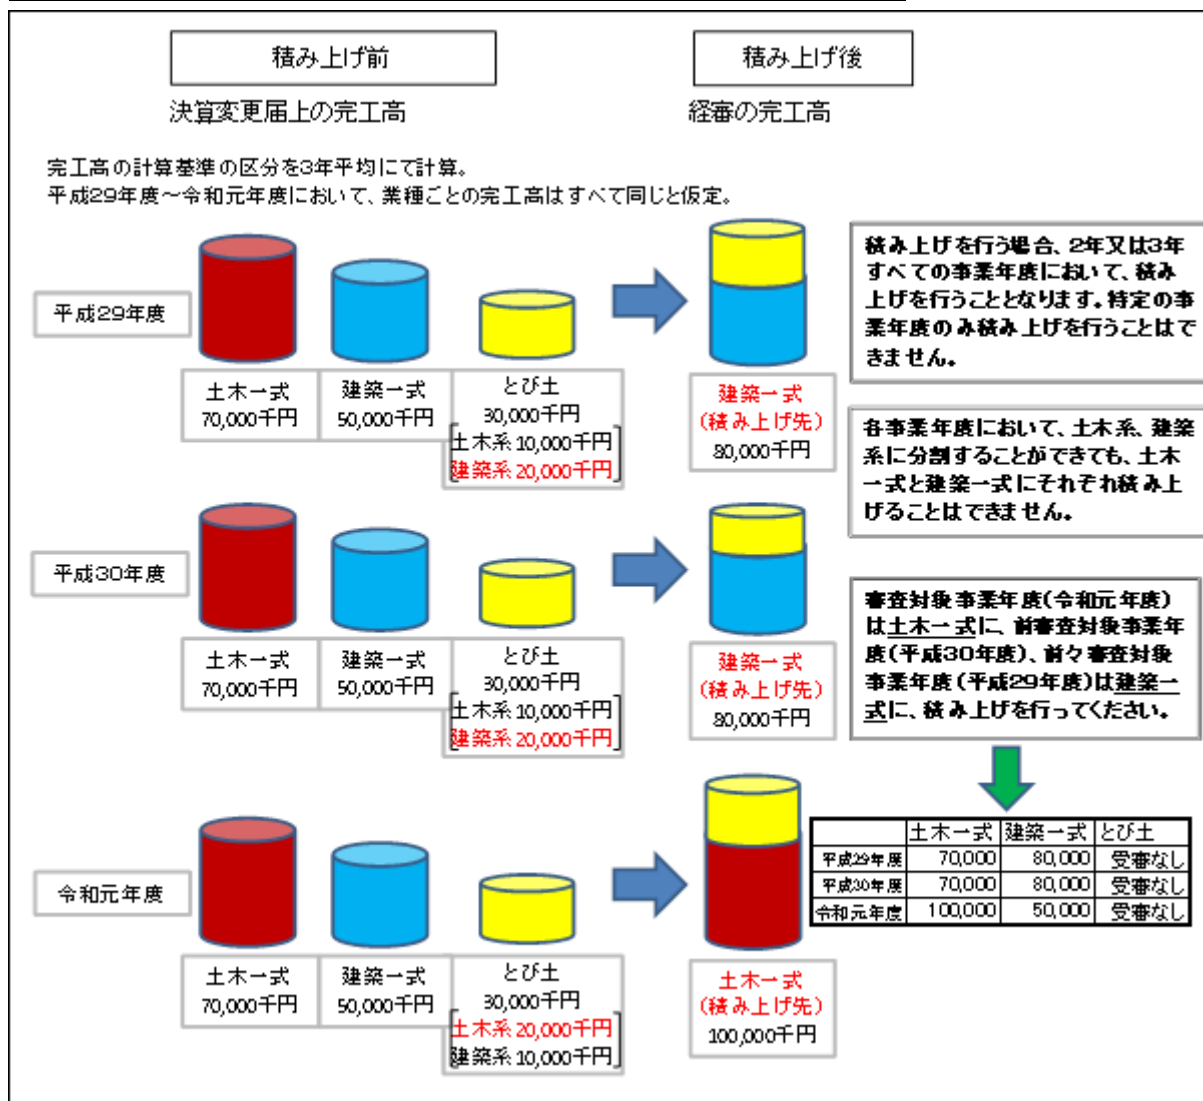 積み上げ前
積み上げ後
決算変更届上の完工高
経審の完工高
完工高の計算基準の区分を3年平均にて計算。
平成29年度～令和元年度において、業種ごとの完工高はすべて同じと仮定。
平成29年度
土木一式
70,000千円
建築一式
50,000千円
とび土
30,000千円
土木系 10,000千円
建築系 20,000千円
建築一式
(積み上げ先)
80,000千円
積み上げを行う場合、2年又は3年
すべての事業年度において、積み
上げを行うこととなります。特定の事
業年度のみ積み上げを行うことはで
きません。
各事業年度において、土木系、建築
系に分割することができても、土木
一式と建築一式にそれぞれ積み上
げることはできません。
平成30年度
土木一式
70,000千円
建築一式
50,000千円
とび土
30,000千円
土木系 10,000千円
建築系 20,000千円
建築一式
(積み上げ先)
80,000千円
審査対象事業年度(令和元年度)
は土木一式に、前審査対象事業年
度(平成30年度)、前々審査対象
事業年度(平成29年度)は建築一
式に、積み上げを行ってください。
土木一式 建築一式 とび土
平成29年度 70,000 80,000 受審なし
平成30年度 70,000 80,000 受審なし
令和元年度 100,000 50,000 受審なし
令和元年度
土木一式
70,000千円
建築一式
50,000千円
とび土
30,000千円
土木系 20,000千円
建築系 10,000千円
土木一式
(積み上げ先)
100,000千円